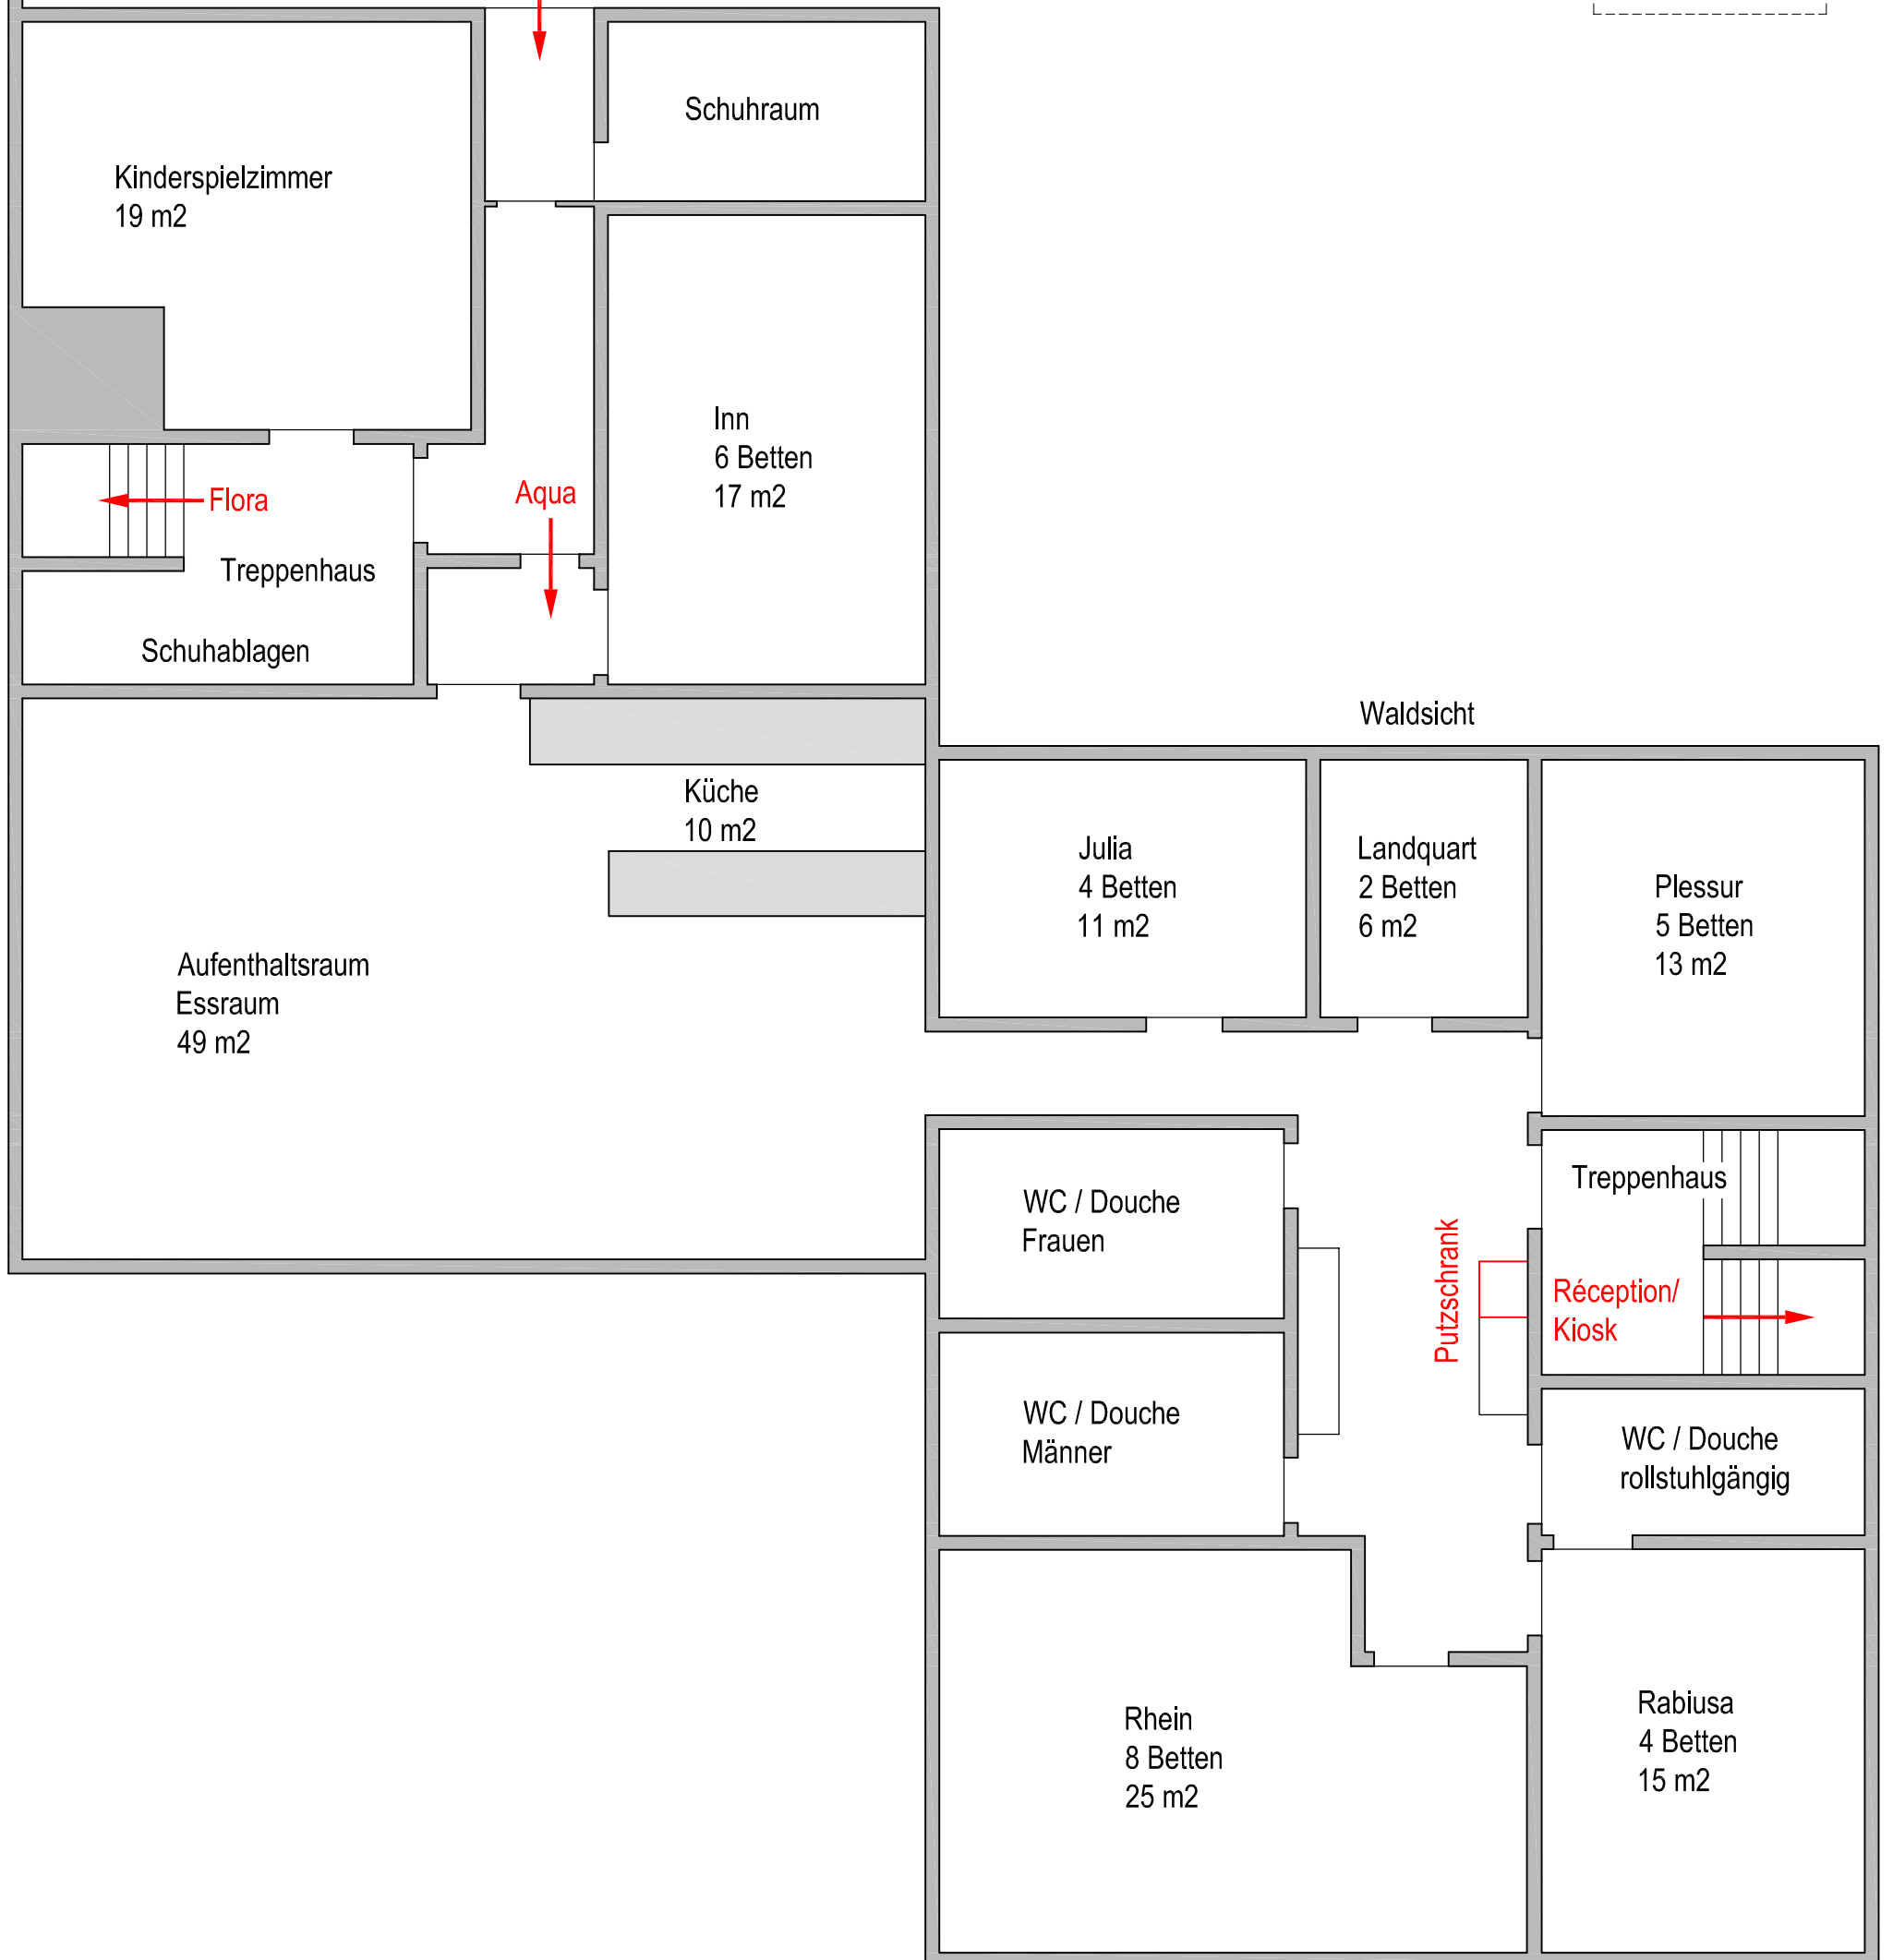 Schuhraum
Kinderspielzimmer
19 m2
Inn
6 Betten
17 m2
Flora
Aqua
Treppenhaus
Schuhablagen
Waldsicht
Küche
10 m2
Julia
4 Betten
11 m2
Landquart
2 Betten
6 m2
Plessur
5 Betten
13 m2
Aufenthaltsraum
Essraum
49 m2
Treppenhaus
WC / Douche
Frauen
Putzschrank
Réception/
Kiosk
WC / Douche
Männer
WC / Douche
rollstuhlgängig
Rhein
8 Betten
25 m2
Rabiusa
4 Betten
15 m2